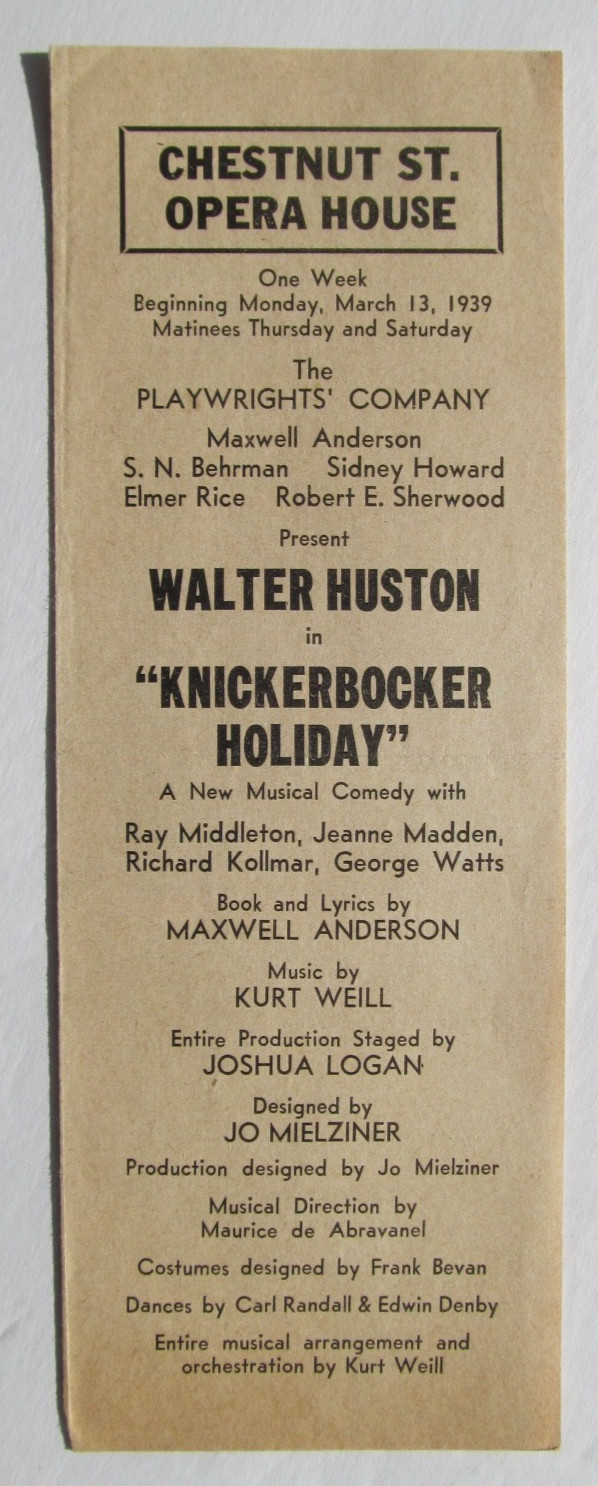 CHESTNUT ST.
OPERA HOUSE
One Week
Beginning Monday, March 13, 1939
Matinees Thursday and Saturday
The
PLAYWRIGHTS' COMPANY
Maxwell Anderson
S. N. Behrman Sidney Howard
Elmer Rice Robert E. Sherwood
Present
WALTER HUSTON
in
“KNICKERBOCKER
HOLIDAY”
A New Musical Comedy with
Ray Middleton, Jeanne Madden,
Richard Kollmar, George Watts
Book and Lyrics by
MAXWELL ANDERSON
Music by
KURT WEILL
Entire Production Staged by
JOSHUA LOGAN
Designed by
JO MIELZINER
Production designed by Jo Mielziner
Musical Direction by
Maurice de Abravanel
Costumes designed by Frank Bevan
Dances by Carl Randall & Edwin Denby
Entire musical arrangement and
orchestration by Kurt Weill